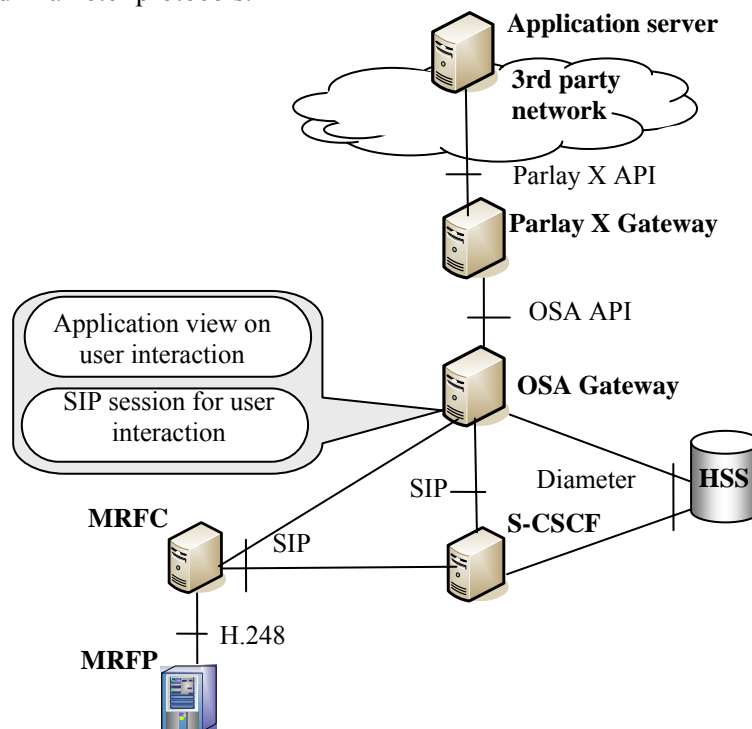 protocols.
Application server
3rd party
network
Parlay X API
Parlay X Gateway
OSA API
Application view on
user interaction
OSA Gateway
SIP session for user
interaction
SIP
Diameter
HSS
MRFC
S-CSCF
SIP
H.248
MRFP